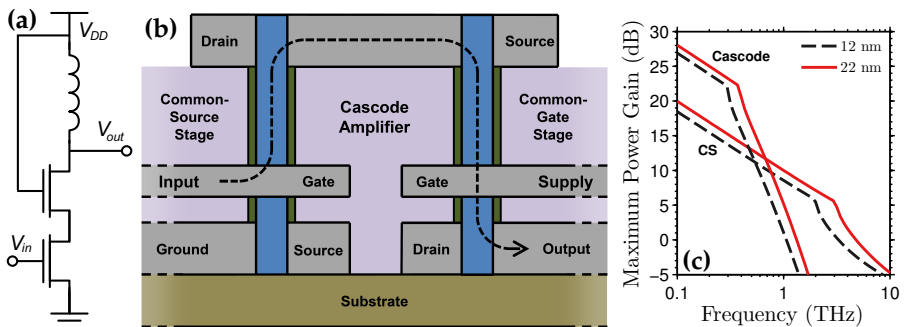 (a)
V_DD
V_out
V_in
(b)
Drain
Source
Common-
Source
Stage
Cascode
Amplifier
Common-
Gate
Stage
Input
Gate
Gate
Supply
Ground
Source
Drain
Output
Substrate
Maximum Power Gain (dB)
30
25
20
15
10
5
0
−5
Cascode
12 nm
22 nm
CS
(c)
0.1
1
10
Frequency (THz)